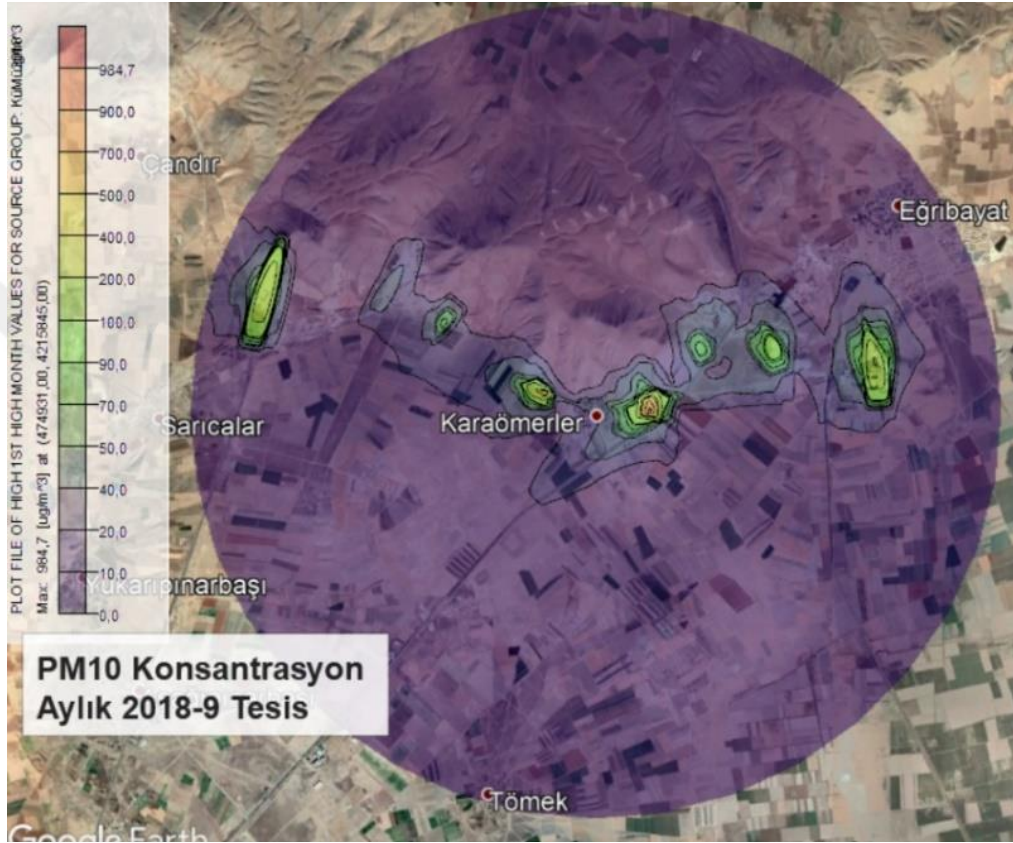 PLOT FILE OF HIGH 1ST HIGH MONTH VALUES FOR SOURCE GROUP:
Max: 984,7 [ug/m^3] at (474931,00, 4215845,00)
984,7
900,0
700,0
500,0
400,0
200,0
100,0
90,0
70,0
50,0
40,0
20,0
10,0
0,0
Çandır
Eğribayat
Sarıcalar
Karaömerler
Yukarıpınarbaşı
PM10 Konsantrasyon
Aylık 2018-9 Tesis
Tömek
Google Earth